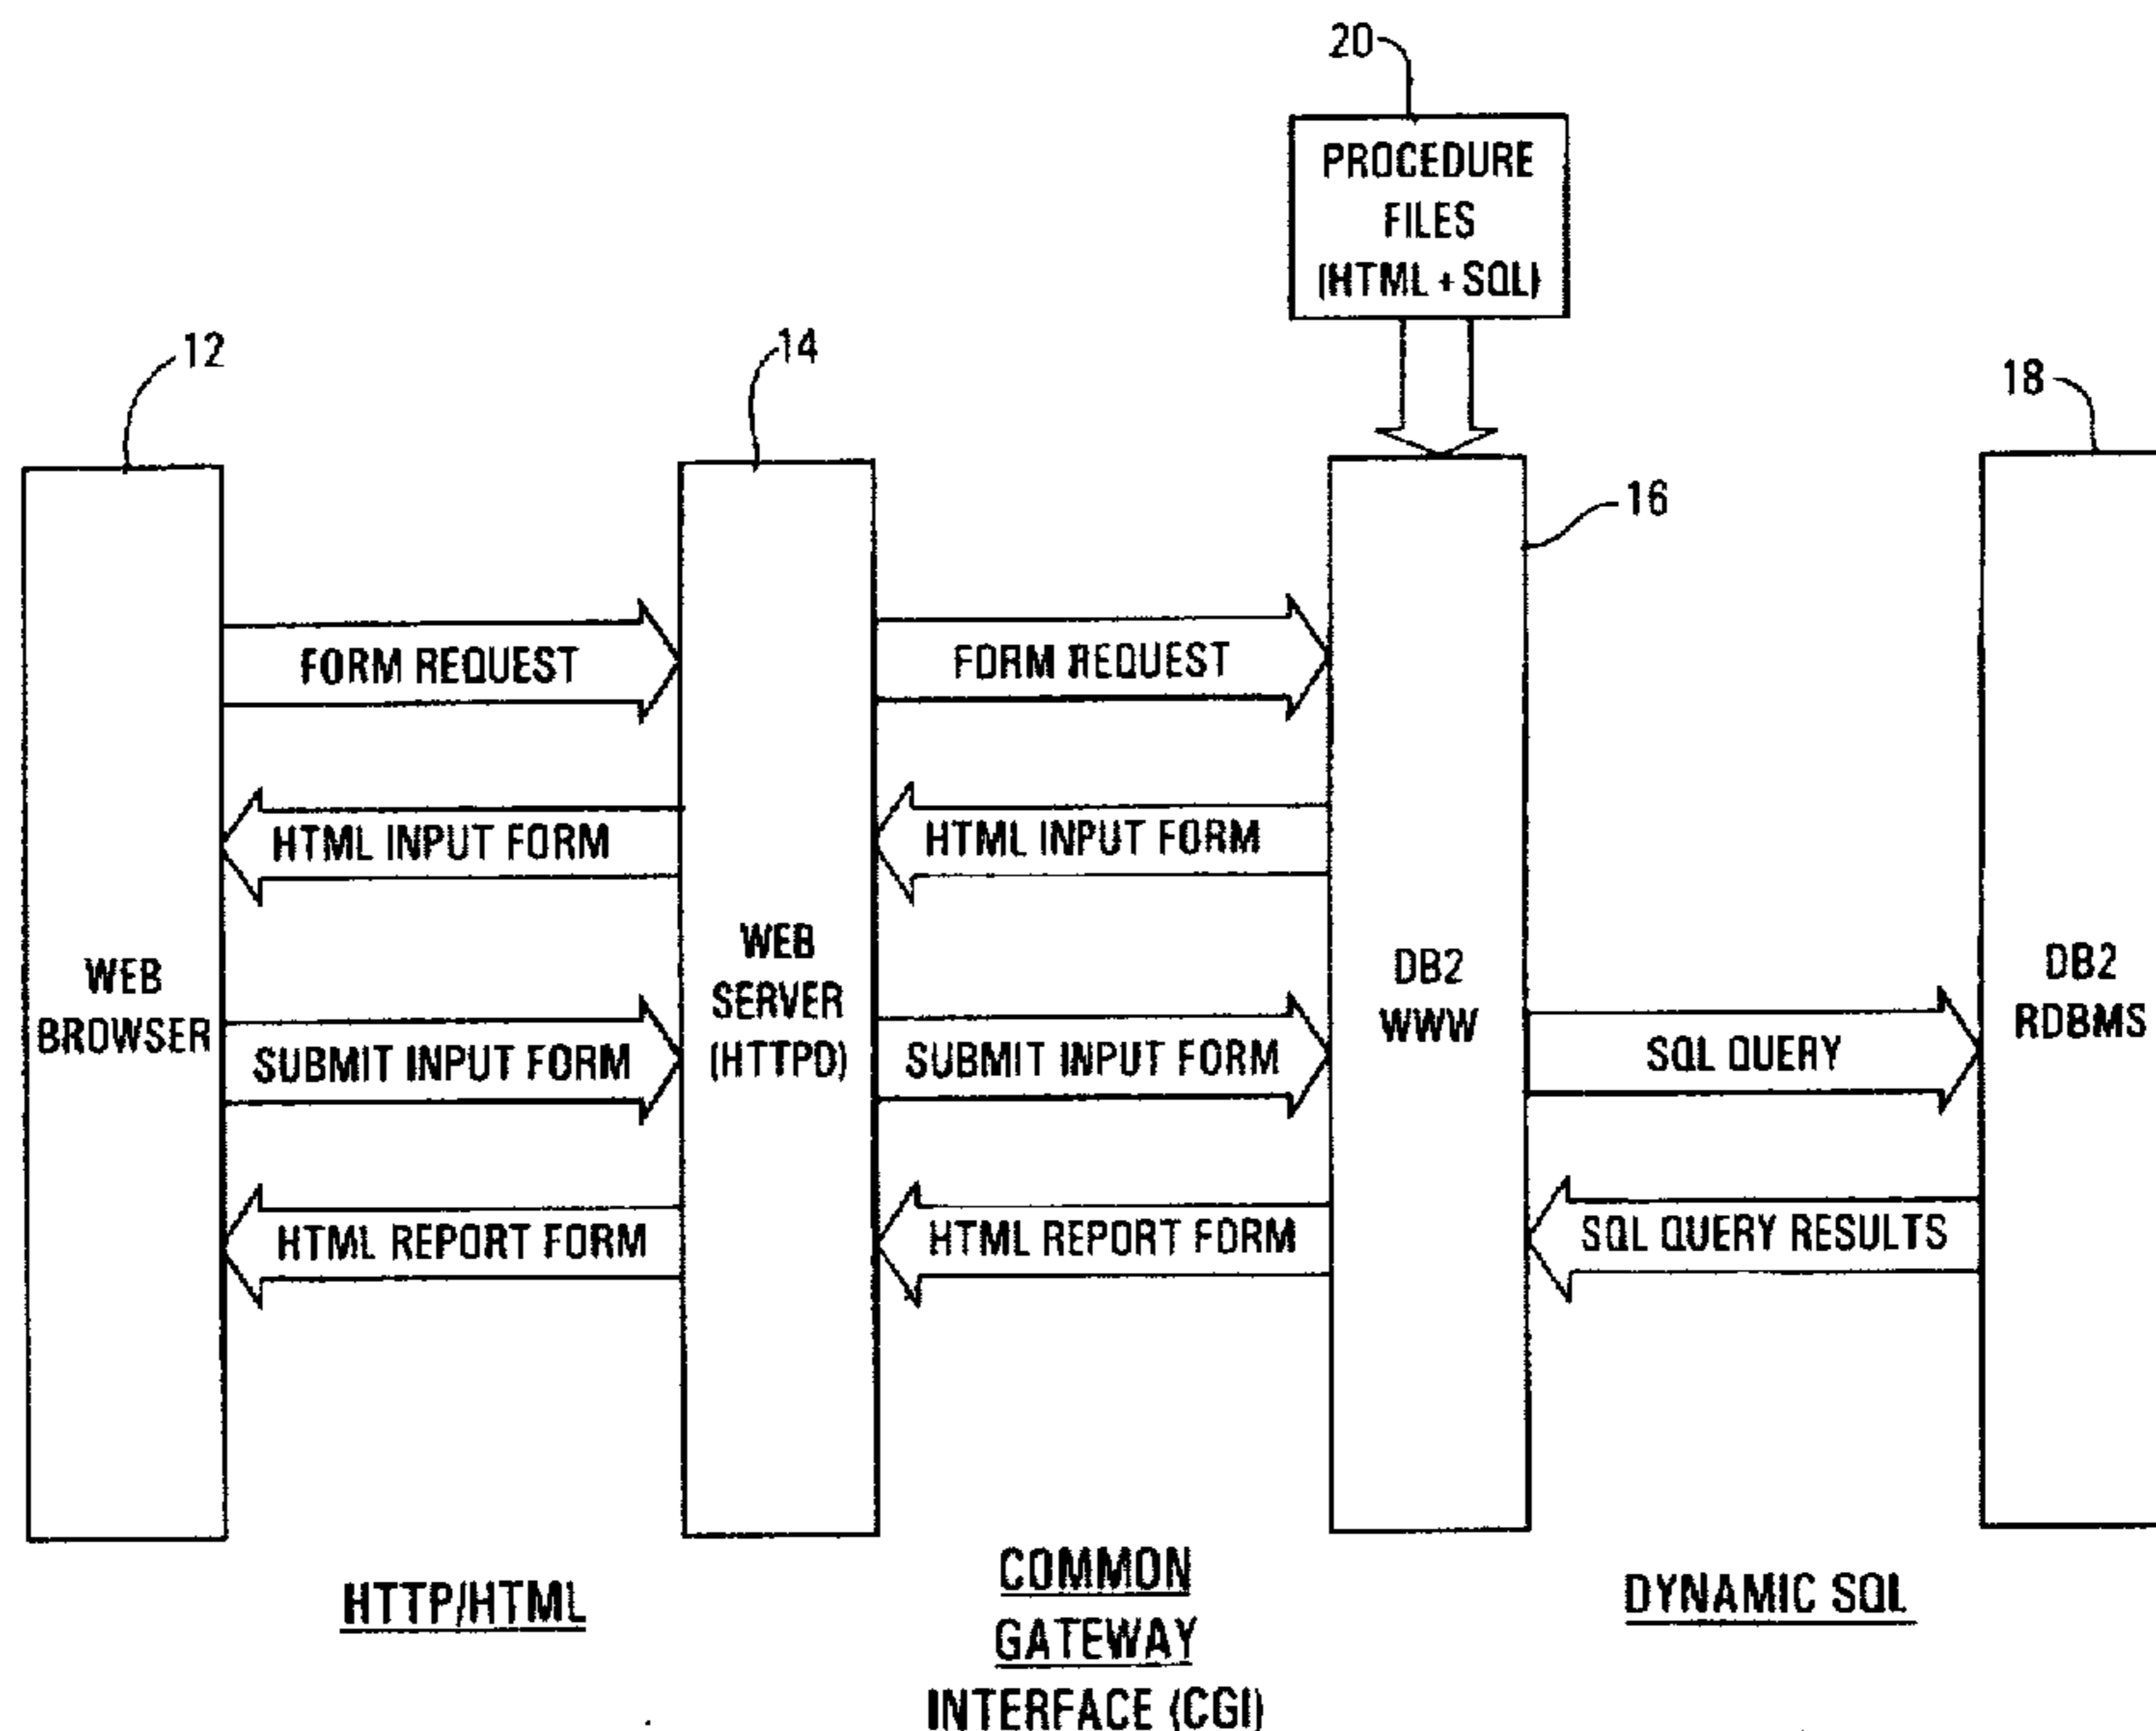 20
PROCEDURE
FILES
(HTML + SQL)
12
14
18
16
FORM REQUEST
FORM REQUEST
HTML INPUT FORM
HTML INPUT FORM
WEB
BROWSER
WEB
SERVER
(HTTPD)
DB2
WWW
DB2
RDBMS
SUBMIT INPUT FORM
SUBMIT INPUT FORM
SQL QUERY
HTML REPORT FORM
HTML REPORT FORM
SQL QUERY RESULTS
HTTP/HTML
COMMON
GATEWAY
INTERFACE (CGI)
DYNAMIC SQL